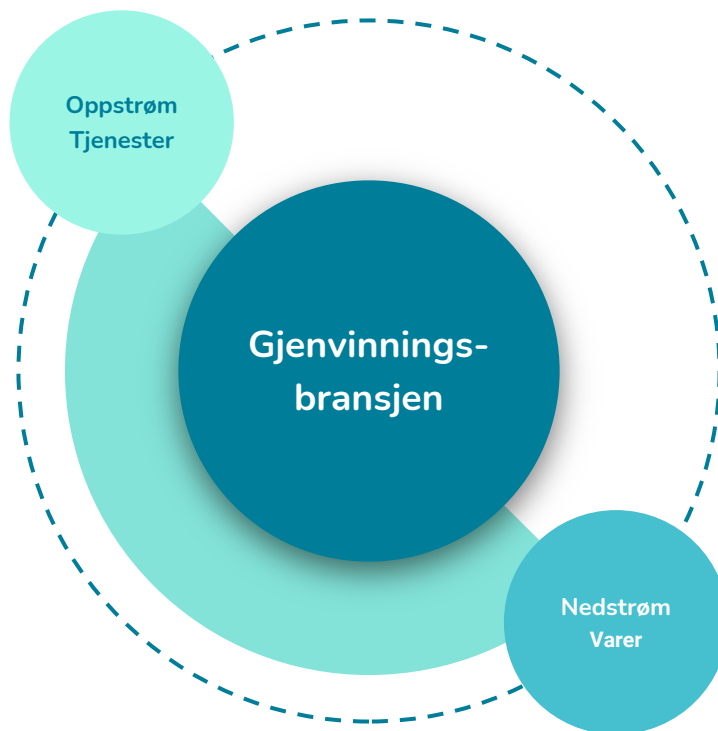 Oppstrøm
Tjenester
Gjenvinnings-
bransjen
Nedstrøm
Varer